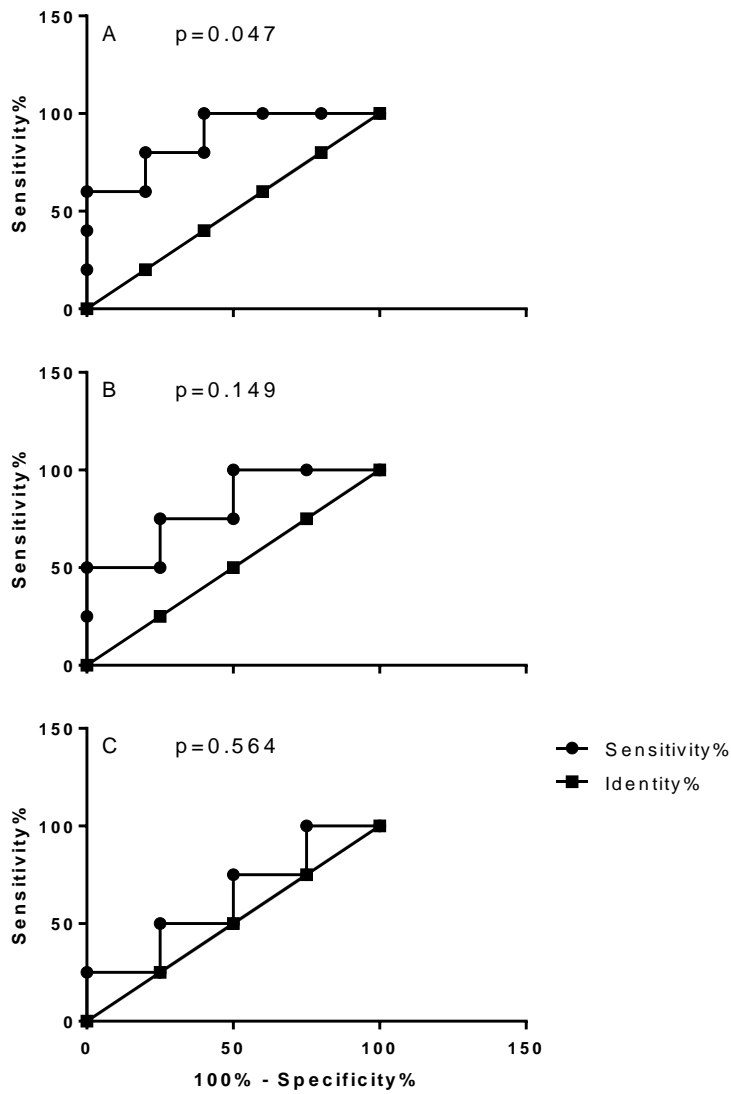 150
A p=0.047
100
Sensitivity%
50
0
150
B p=0.149
100
Sensitivity%
50
0
150
C p=0.564
Sensitivity%
Identity%
100
Sensitivity%
50
0
0 50 100 150
100% - Specificity%